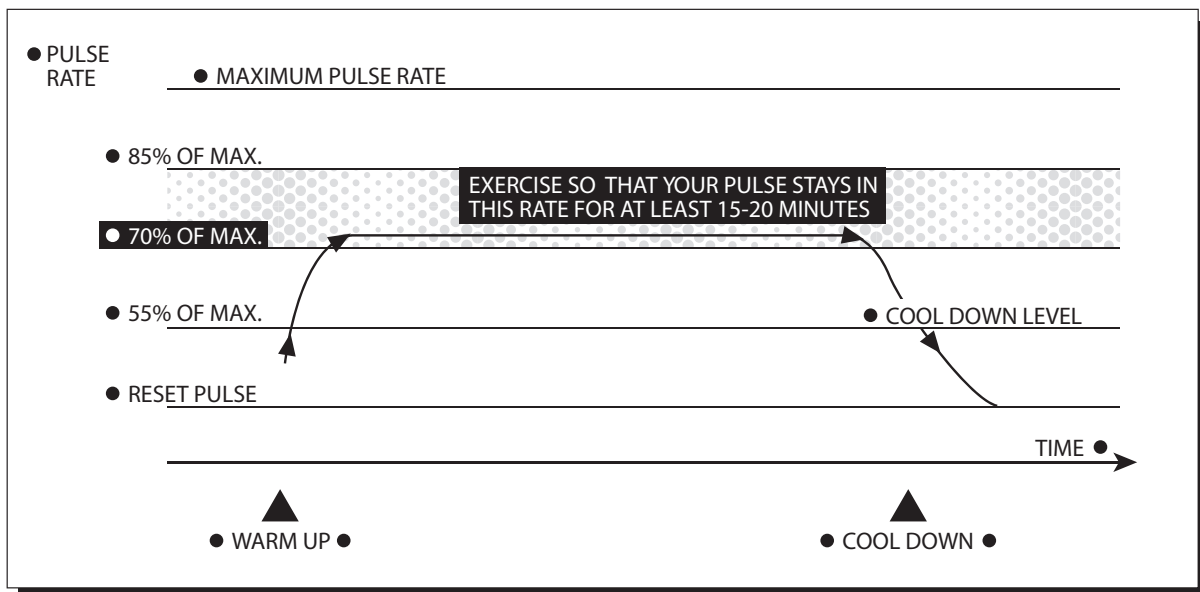 ● PULSE
RATE
● MAXIMUM PULSE RATE
● 85% OF MAX.
EXERCISE SO THAT YOUR PULSE STAYS IN
THIS RATE FOR AT LEAST 15-20 MINUTES
● 70% OF MAX.
● 55% OF MAX.
● COOL DOWN LEVEL
● RESET PULSE
TIME ●
● WARM UP ●
● COOL DOWN ●